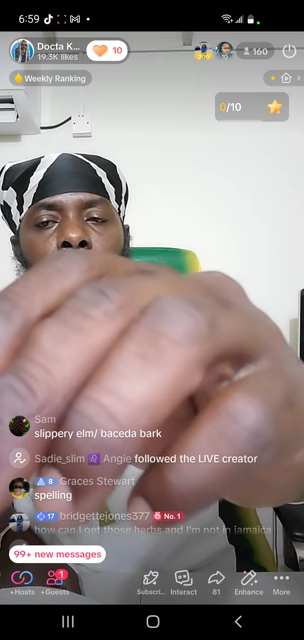 6:59
Docta K...
19.3K likes
10
200
160
Weekly Ranking
0/10
Sam
slippery elm/ baceda bark
Sadie_slim Angie followed the LIVE creator
8 Graces Stewart
spelling
17 bridgettejones377 No. 1
how can I get those herbs and I'm not in jamaica
99+ new messages
1
+Hosts +Guests Subscri... Interact 81 Enhance More